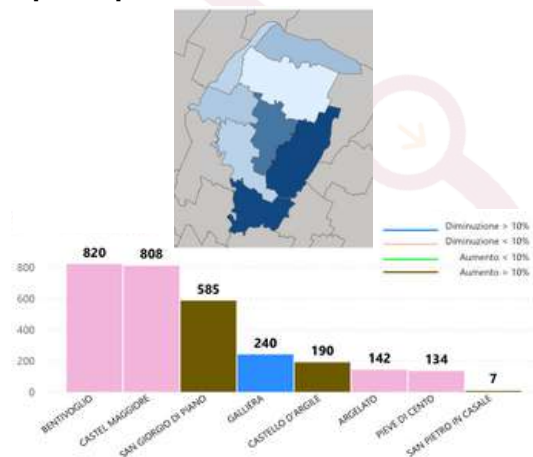 Diminuzione > 10%
Diminuzione < 10%
Aumento < 10%
Aumento > 10%
820
808
585
240
190
142
134
7
800
600
400
200
0
BENTIVOGLIO
CASTEL MAGGIORE
SAN GIORGIO DI PIANO
GALLIERA
CASTELLO D'ARGILE
ARGELATO
PIEVE DI CENTO
SAN PIETRO IN CASALE